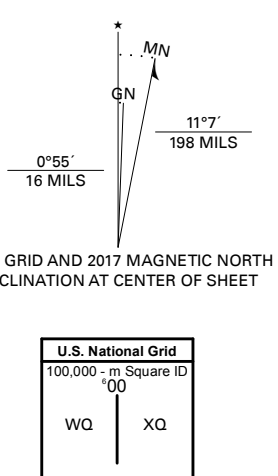 ★
MN
GN
11°7´
198 MILS
0°55´
16 MILS
GRID AND 2017 MAGNETIC NORTH
CLINATION AT CENTER OF SHEET
U.S. National Grid
100,000 - m Square ID
⁶00
WQ XQ